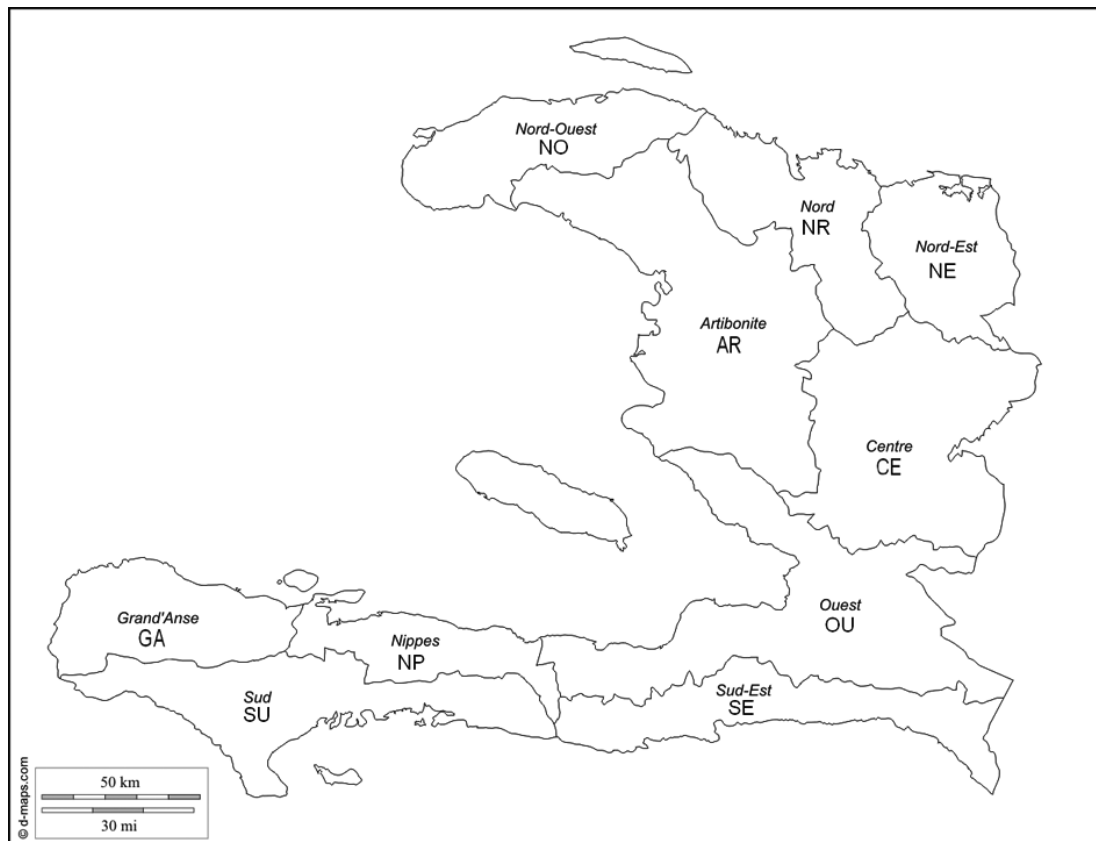 Nord-Ouest
NO
Nord
NR
Nord-Est
NE
Artibonite
AR
Centre
CE
Grand'Anse
GA
Nippes
NP
Ouest
OU
Sud
SU
Sud-Est
SE
50 km
30 mi
© d-maps.com